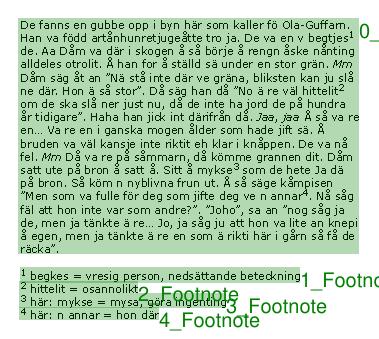 De fanns en gubbe opp i byn här som kaller fö Ola-Guffarn.
Han va född artånhunretjugeåtte tro ja. De va en v begtjes¹
de. Aa Dåm va där i skogen å så börje å rengn åske nånting
alldeles otrolit. Å han for å ställd så under en stor grän. Mm
Dåm säg åt an "Nä stå inte där ve gräna, bliksten kan ju slå
ne där. Hon ä så stor". Då säg han då "No ä re väl hittelit²
om de ska slå ner just nu, då de inte ha jord de på hundra
år tidigare". Haha han jick int därifrån då. Jaa, jaa Å så va re
en... Va re en i ganska mogen ålder som hade jift sä. Å
bruden va väl kansje inte riktit eh klar i knåppen. De va nå
fel. Mm Då va re på såmmarn, då kömme grannen dit. Dåm
satt ute på bron å satt å. Sitt å mykse³ som de hete Ja då
på bron. Så köm n nyblivna frun ut. Å så säge kåmpisen
"Men som va fulle för deg som jifte deg ve n annar⁴. Nå såg
fäl att hon inte var som andre?". "Joho", sa an "nog såg ja
de, men ja tänkte ä re... Jo, ja såg ju att hon va lite an knepi
å egen, men ja tänkte ä re en som ä rikti här i går så få de
räcka".
¹ begkes = vresig person, nedsättande beteckning
1_Footno
² hittelit = osannolikt
2_Footnote
³ här: mykse = mysa, göra ingenting
3_Footnote
⁴ här: n annar = hon där
4_Footnote